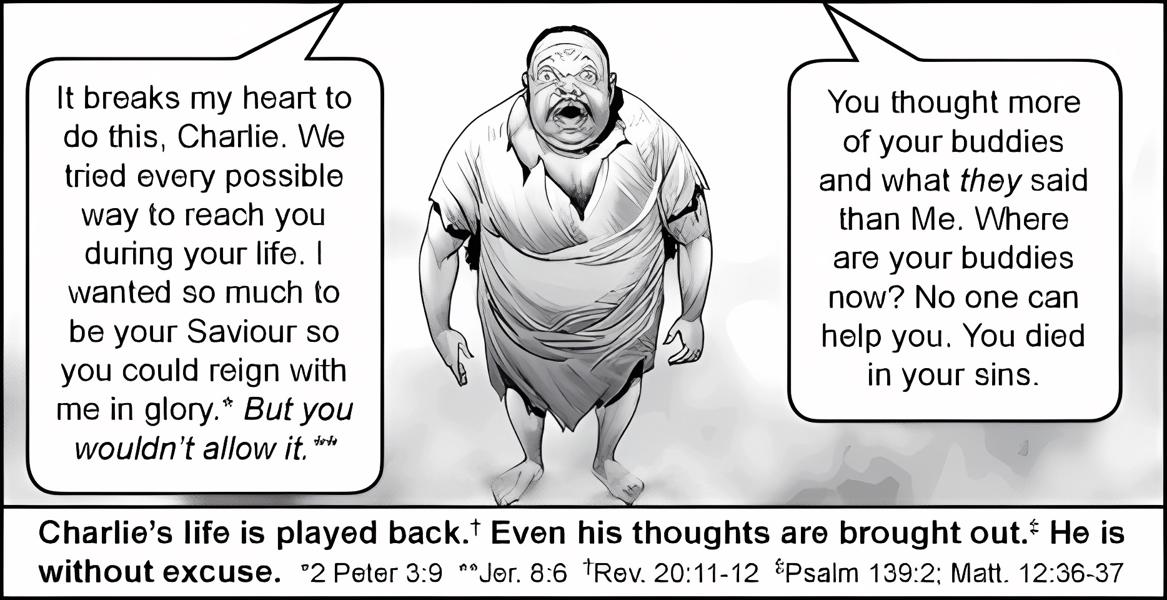 It breaks my heart to
do this, Charlie. We
tried every possible
way to reach you
during your life. I
wanted so much to
be your Saviour so
you could reign with
me in glory.* But you
wouldn't allow it.**
You thought more
of your buddies
and what they said
than Me. Where
are your buddies
now? No one can
help you. You died
in your sins.
Charlie's life is played back.† Even his thoughts are brought out.‡ He is
without excuse. *2 Peter 3:9 **Jer. 8:6 †Rev. 20:11-12 ‡Psalm 139:2; Matt. 12:36-37